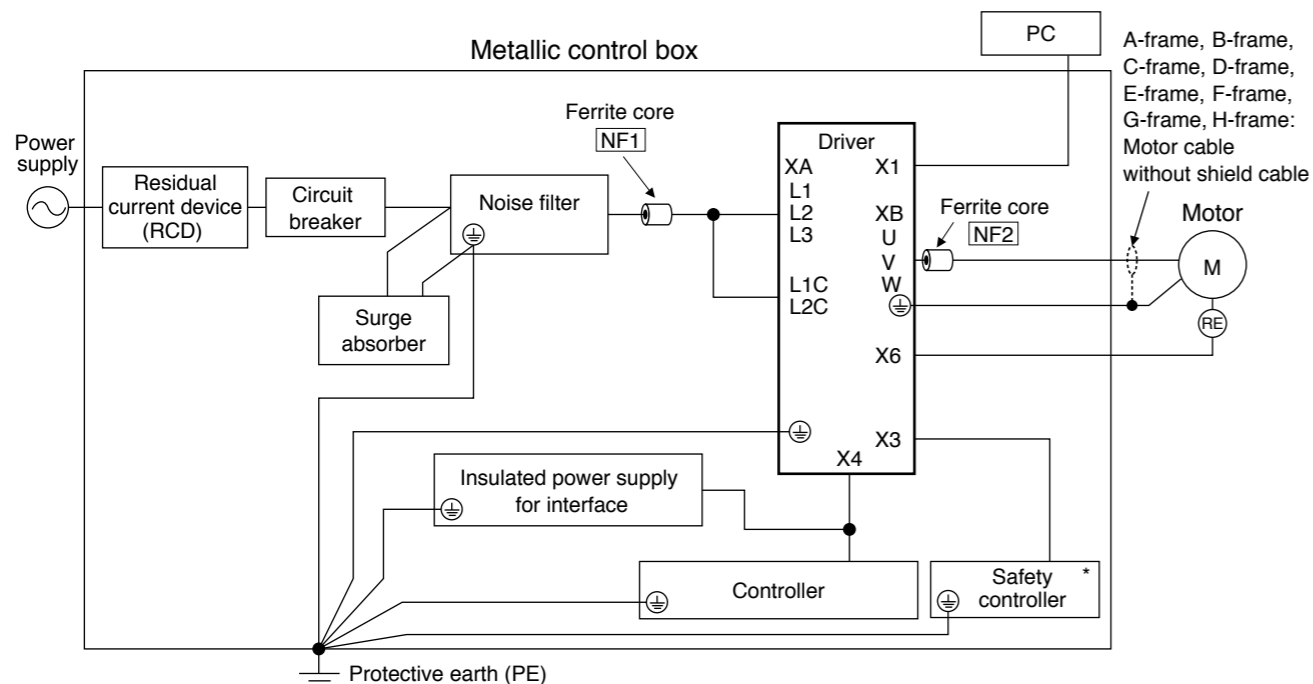 PC
Metallic control box
A-frame, B-frame,
C-frame, D-frame,
E-frame, F-frame,
G-frame, H-frame:
Motor cable
without shield cable
Power
supply
Residual
current device
(RCD)
Circuit
breaker
Surge
absorber
Noise filter
Ferrite core
NF1
Driver
XA
L1
L2
L3
L1C
L2C
X1
XB
U
V
W
X6
X3
X4
Ferrite core
NF2
Motor
M
RE
Insulated power supply
for interface
Controller
Safety *
controller
Protective earth (PE)